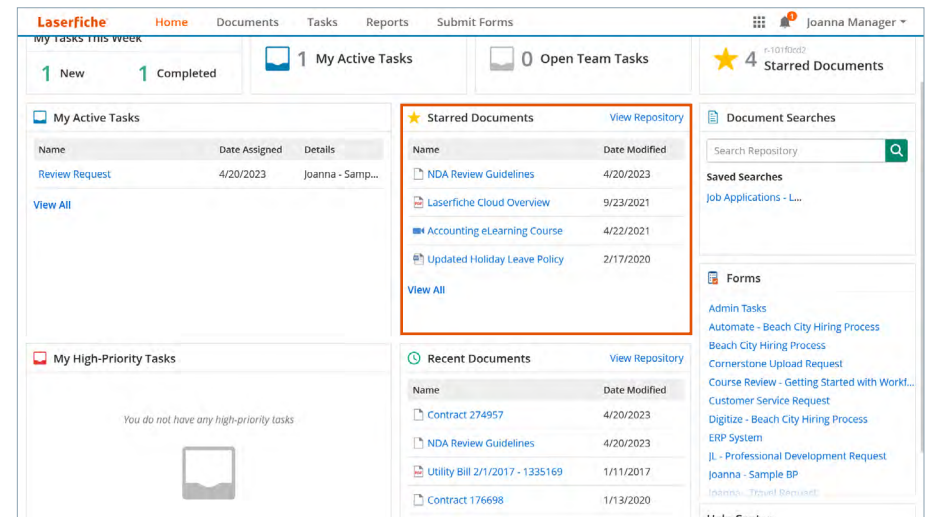 Laserfiche Home Documents Tasks Reports Submit Forms 1 Joanna Manager
My Tasks This Week
1 New 1 Completed
1 My Active Tasks
0 Open Team Tasks
r-101f0cd2
4 Starred Documents
My Active Tasks
Name Date Assigned Details
Review Request 4/20/2023 Joanna - Samp...
View All
Starred Documents View Repository
Name Date Modified
NDA Review Guidelines 4/20/2023
Laserfiche Cloud Overview 9/23/2021
Accounting eLearning Course 4/22/2021
Updated Holiday Leave Policy 2/17/2020
View All
Document Searches
Search Repository
Saved Searches
Job Applications - L...
Forms
Admin Tasks
Automate - Beach City Hiring Process
Beach City Hiring Process
Cornerstone Upload Request
Course Review - Getting Started with Workf...
Customer Service Request
Digitize - Beach City Hiring Process
ERP System
JL - Professional Development Request
Joanna - Sample BP
Joanna - Travel Request
My High-Priority Tasks
You do not have any high-priority tasks
Recent Documents View Repository
Name Date Modified
Contract 274957 4/20/2023
NDA Review Guidelines 4/20/2023
Utility Bill 2/1/2017 - 1335169 1/11/2017
Contract 176698 1/13/2020